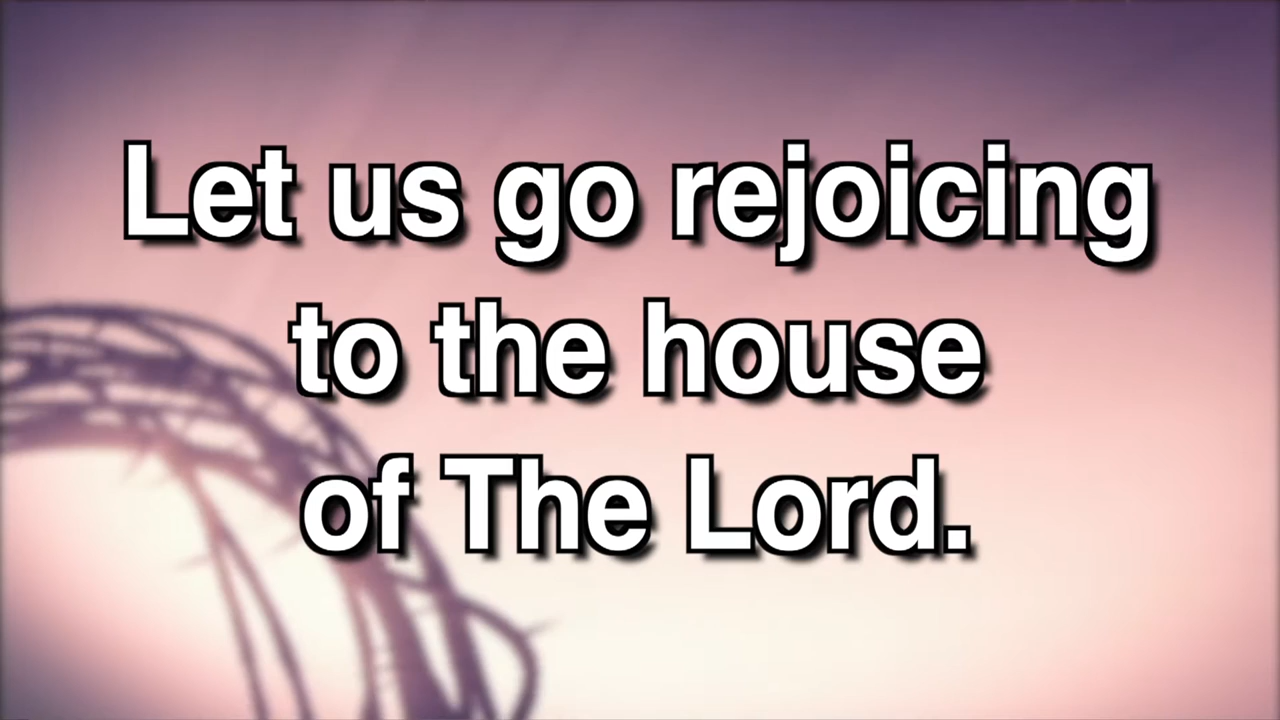 Let us go rejoicing
to the house
of The Lord.